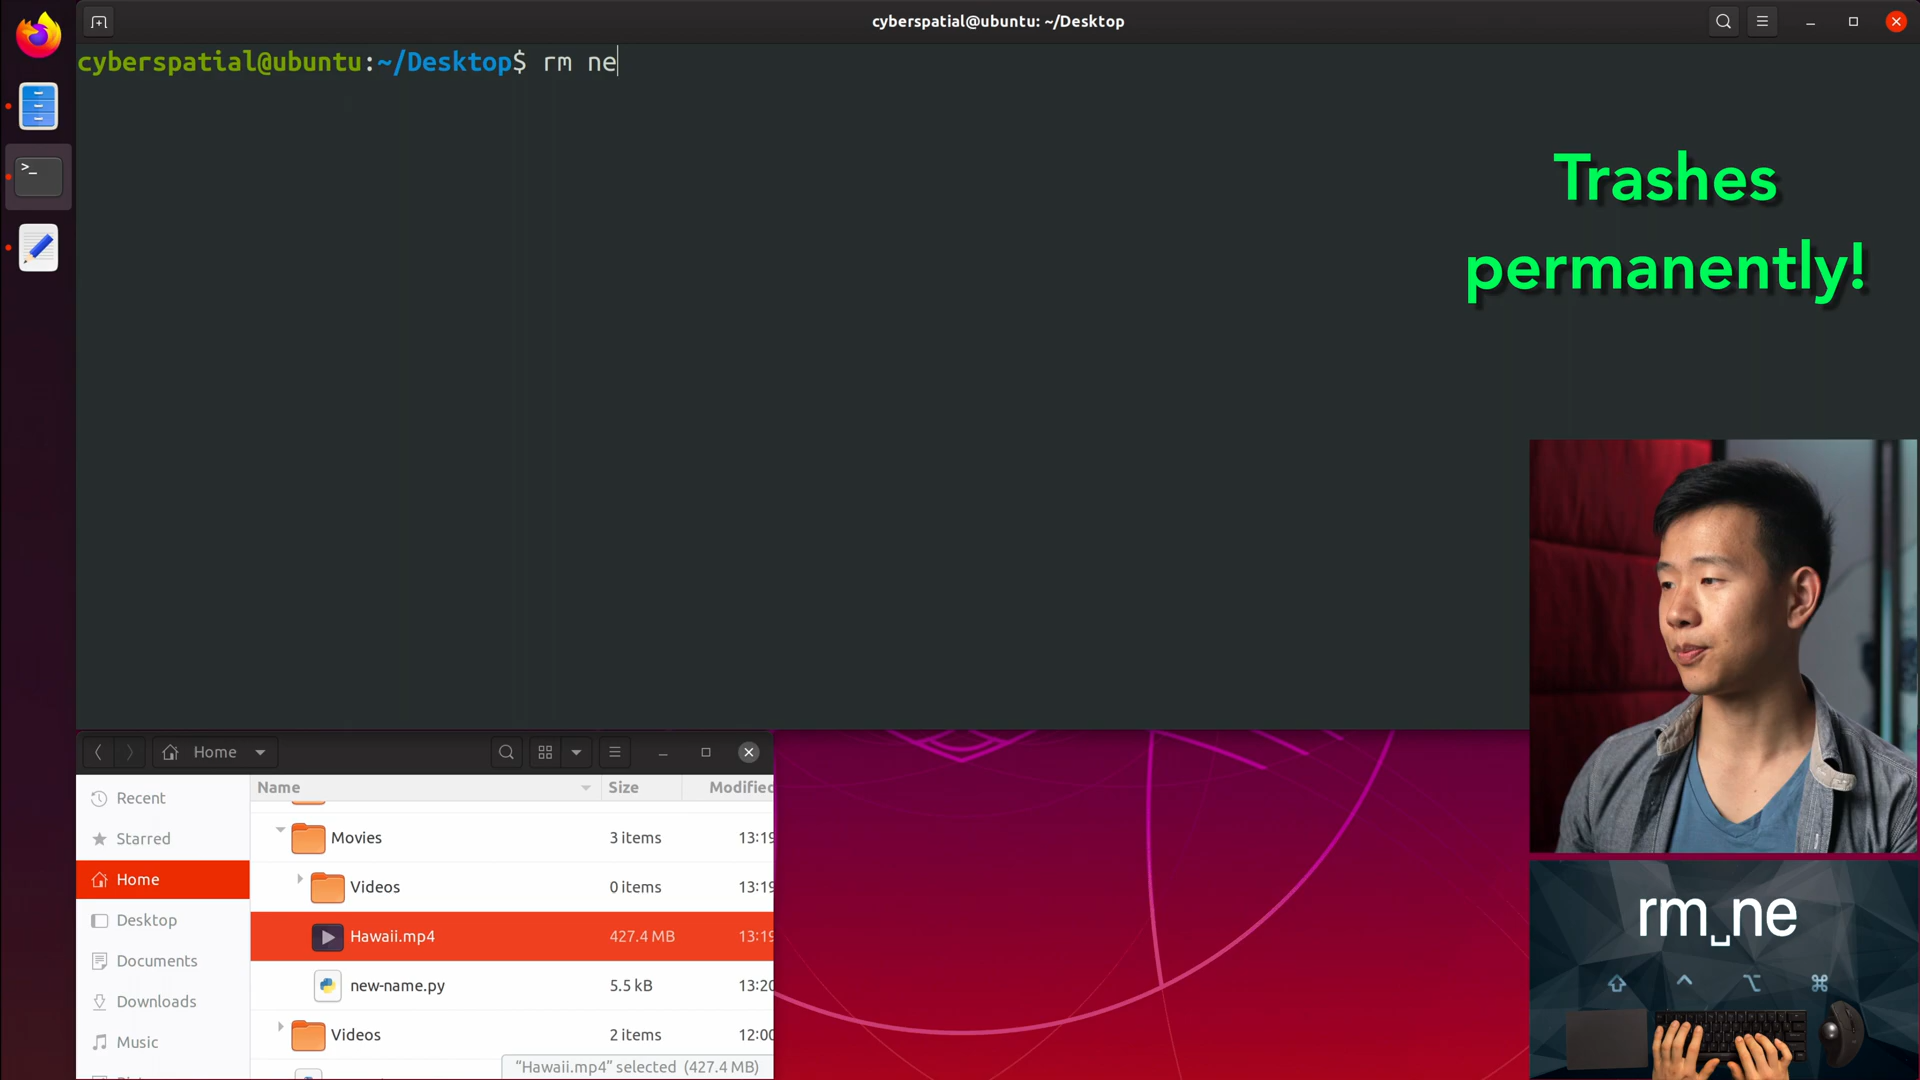 cyberspatial@ubuntu: ~/Desktop
cyberspatial@ubuntu:~/Desktop$ rm ne
>_
Trashes
permanently!
Home
Name Size Modified
Recent
Starred
Home
Desktop
Documents
Downloads
Music
Movies 3 items 13:19
Videos 0 items 13:19
Hawaii.mp4 427.4 MB 13:19
new-name.py 5.5 kB 13:20
Videos 2 items 12:00
“Hawaii.mp4” selected (427.4 MB)
rm␣ne